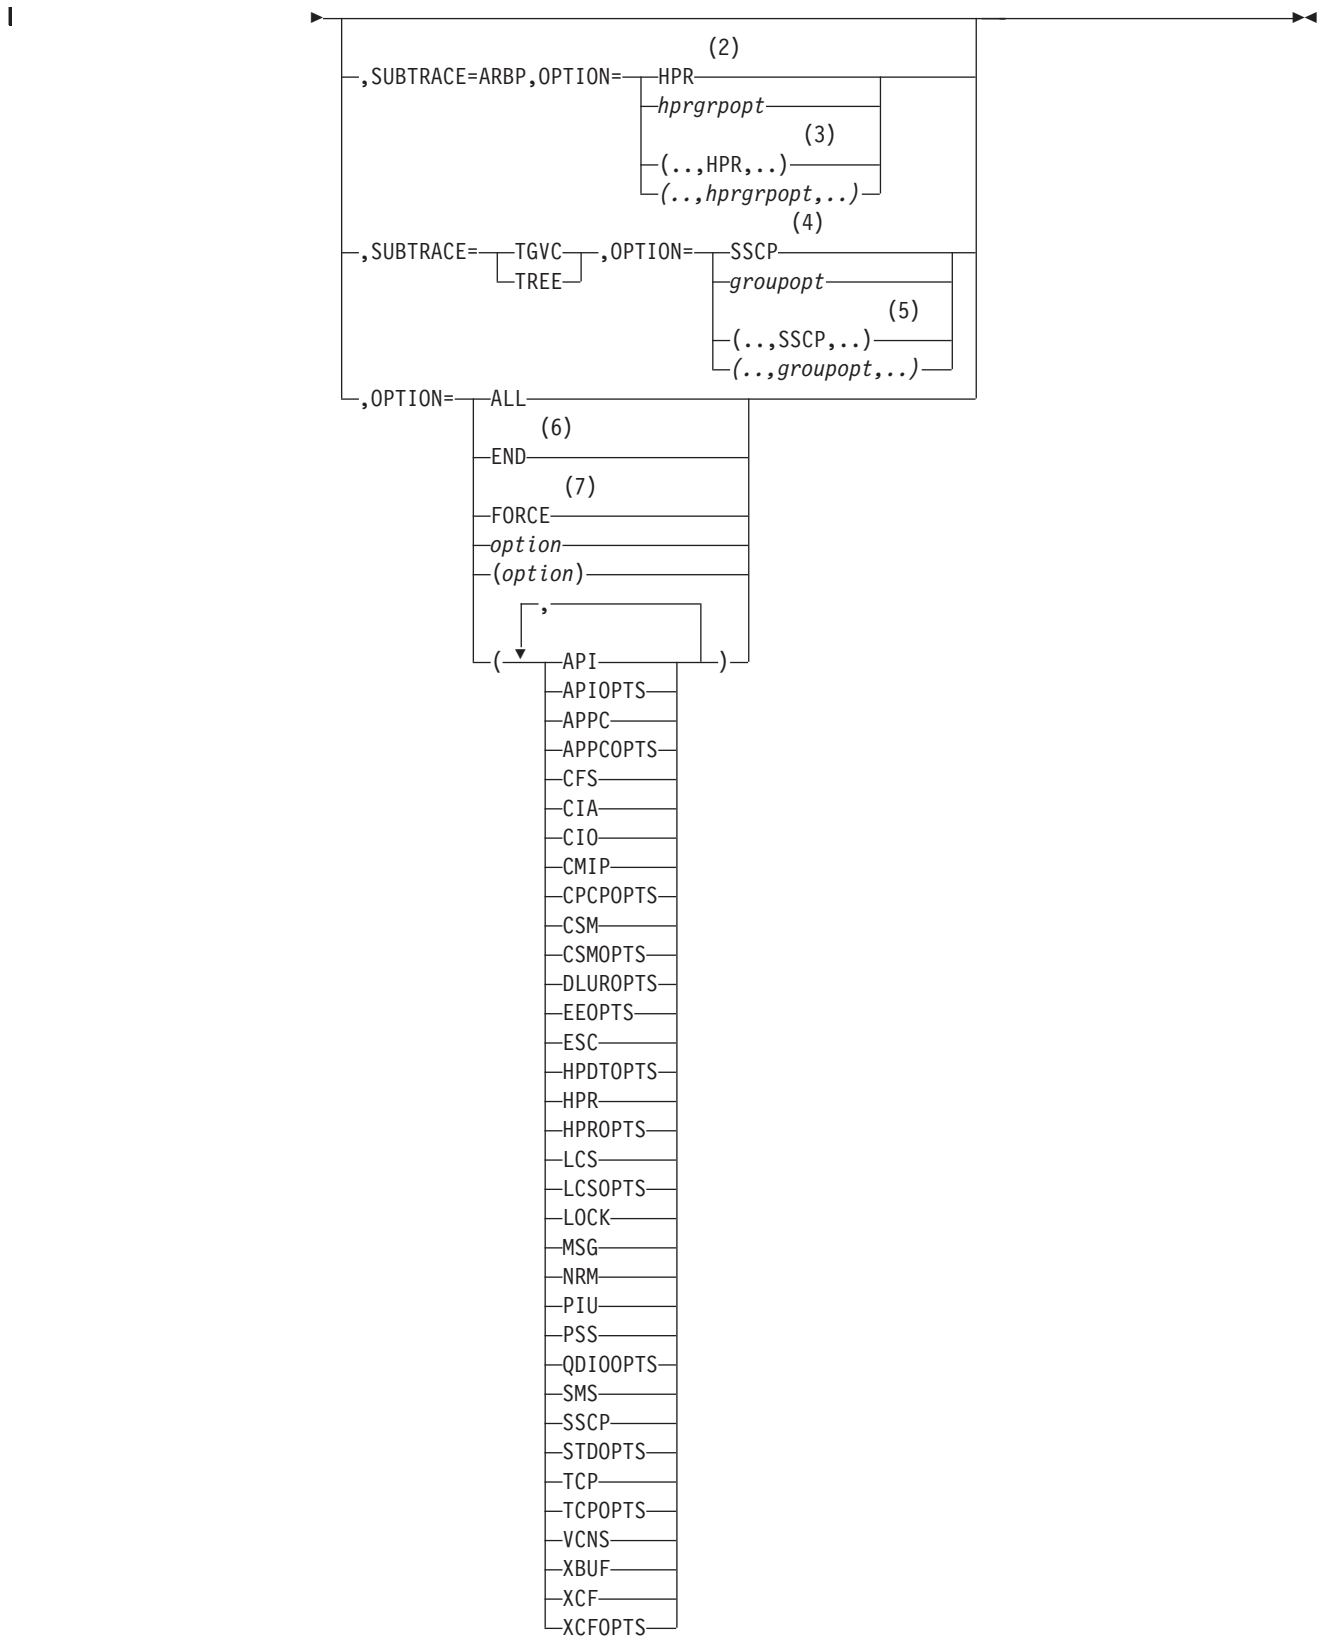 (2)
,SUBTRACE=ARBP,OPTION= HPR
hprgrpopt
(3)
(..,HPR,..)
(..,hprgrpopt,..)
(4)
,SUBTRACE= TGVC ,OPTION= SSCP
TREE groupopt
(5)
(..,SSCP,..)
(..,groupopt,..)
,OPTION= ALL
(6)
END
(7)
FORCE
option
(option)
,
( API )
APIOPTS
APPC
APPCOPTS
CFS
CIA
CIO
CMIP
CPCPOPTS
CSM
CSMOPTS
DLUROPTS
EEOPTS
ESC
HPDTOPTS
HPR
HPROPTS
LCS
LCSOPTS
LOCK
MSG
NRM
PIU
PSS
QDIOOPTS
SMS
SSCP
STDOPTS
TCP
TCPOPTS
VCNS
XBUF
XCF
XCFOPTS